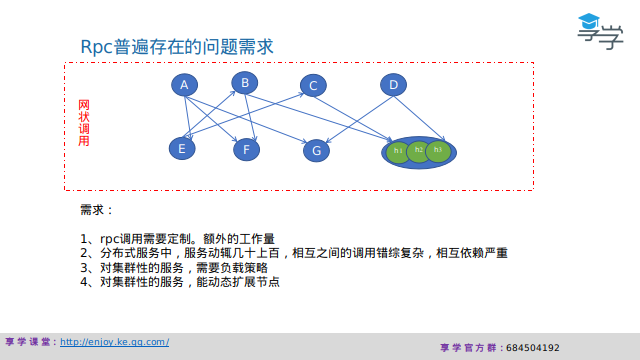 Rpc普遍存在的问题需求
享学
A
B
C
D
网状调用
E
F
G
h1
h2
h3
需求：
1、rpc调用需要定制。额外的工作量
2、分布式服务中，服务动辄几十上百，相互之间的调用错综复杂，相互依赖严重
3、对集群性的服务，需要负载策略
4、对集群性的服务，能动态扩展节点
享学课堂：http://enjoy.ke.qq.com/
享学官方群：684504192